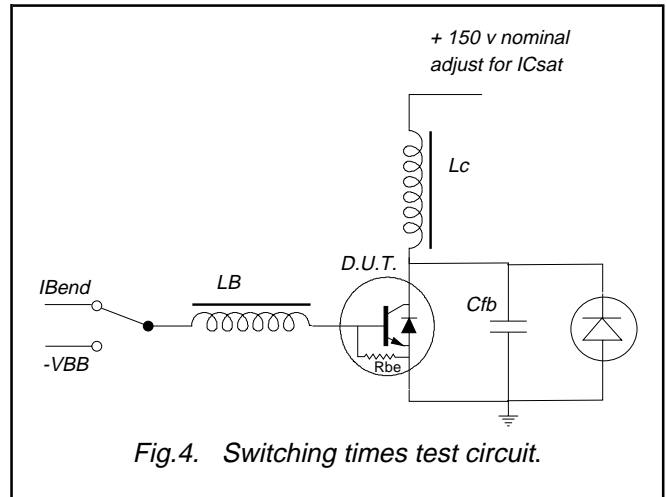 + 150 v nominal
adjust for ICsat
Lc
D.U.T.
LB
IBend
Cfb
-VBB
Rbe
Fig.4. Switching times test circuit.